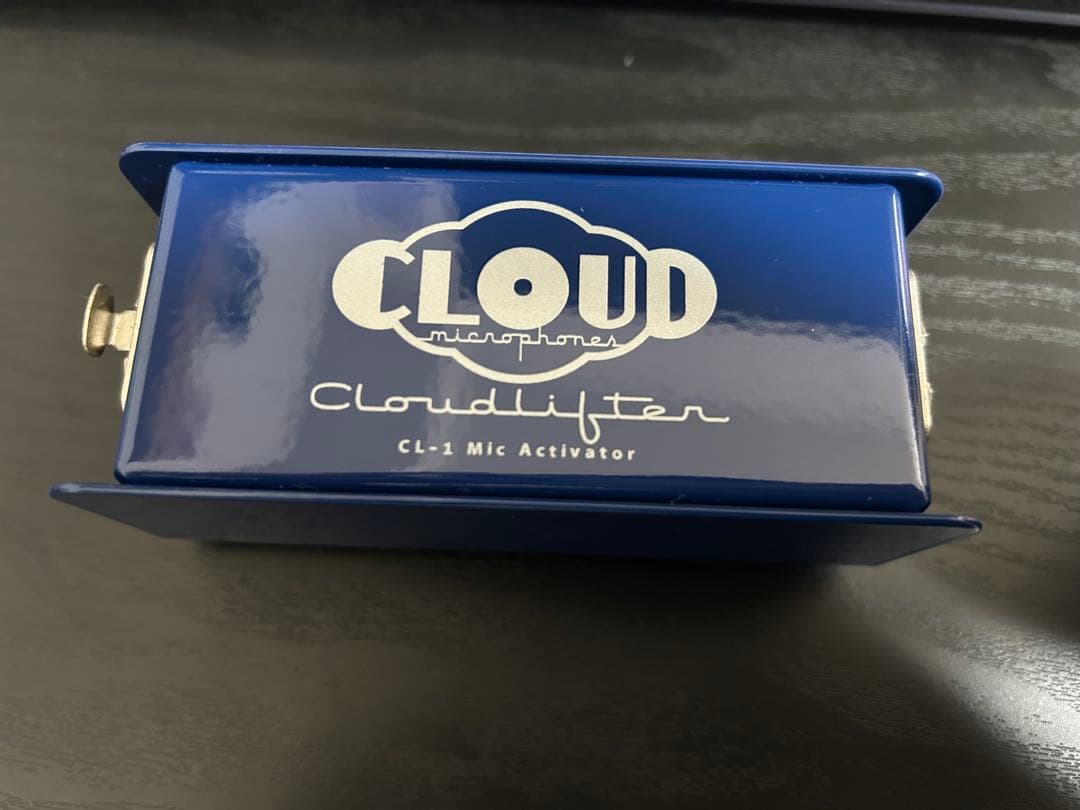 CLOUD
microphones
Cloudlifter
CL-1 Mic Activator